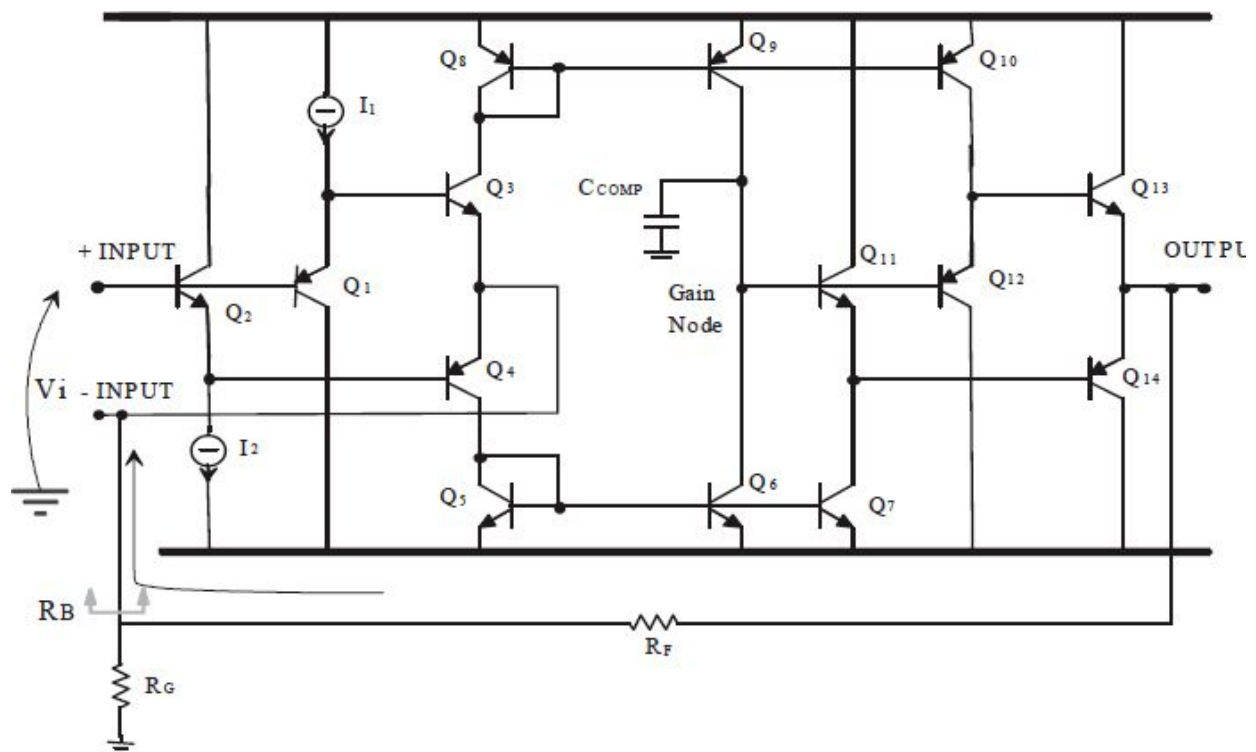 Q8
Q9
Q10
I1
Q3
CCOMP
Q13
+ INPUT
Q11
OUTPU
Q2
Q1
Gain
Node
Q12
Vi
- INPUT
Q4
Q14
I2
Q5
Q6
Q7
RB
RF
RG